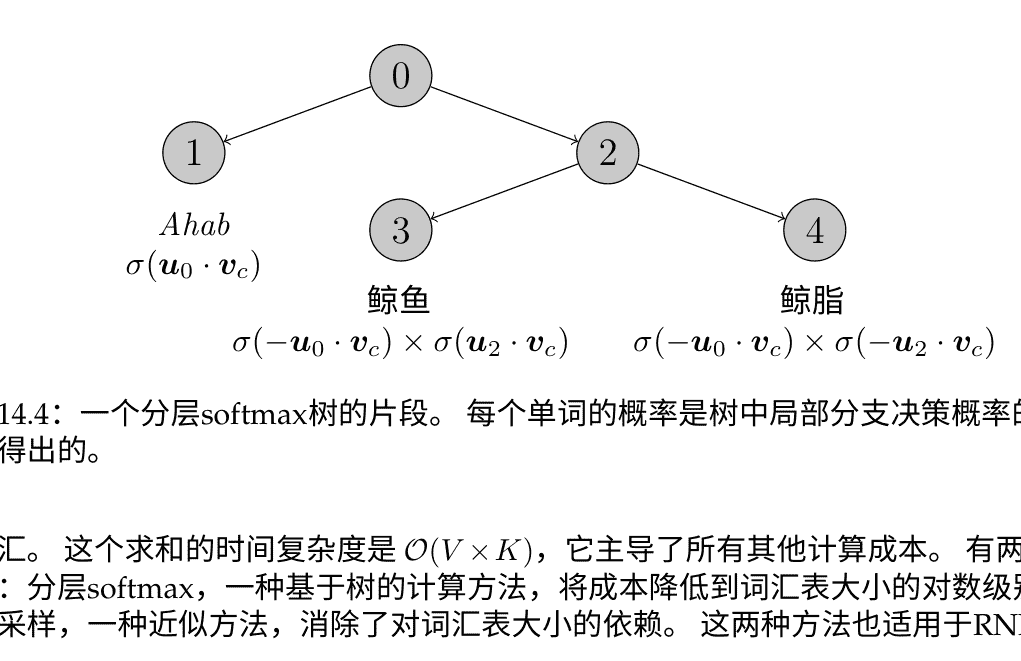 0
1
2
3
4
Ahab
σ(u₀ · v_c)
鲸鱼
鲸脂
σ(−u₀ · v_c) × σ(u₂ · v_c)
σ(−u₀ · v_c) × σ(−u₂ · v_c)
14.4：一个分层softmax树的片段。 每个单词的概率是树中局部分支决策概率的
得出的。
汇。 这个求和的时间复杂度是 O(V × K)，它主导了所有其他计算成本。 有两
：分层softmax，一种基于树的计算方法，将成本降低到词汇表大小的对数级别
采样，一种近似方法，消除了对词汇表大小的依赖。 这两种方法也适用于RN